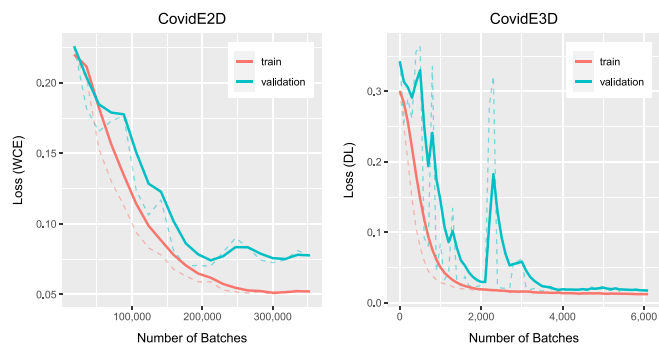 CovidE2D
Loss (WCE)
0,20
0,15
0,10
0,05
train
validation
100,000
200,000
300,000
Number of Batches
CovidE3D
Loss (DL)
0,3
0,2
0,1
0,0
train
validation
0
2,000
4,000
6,000
Number of Batches